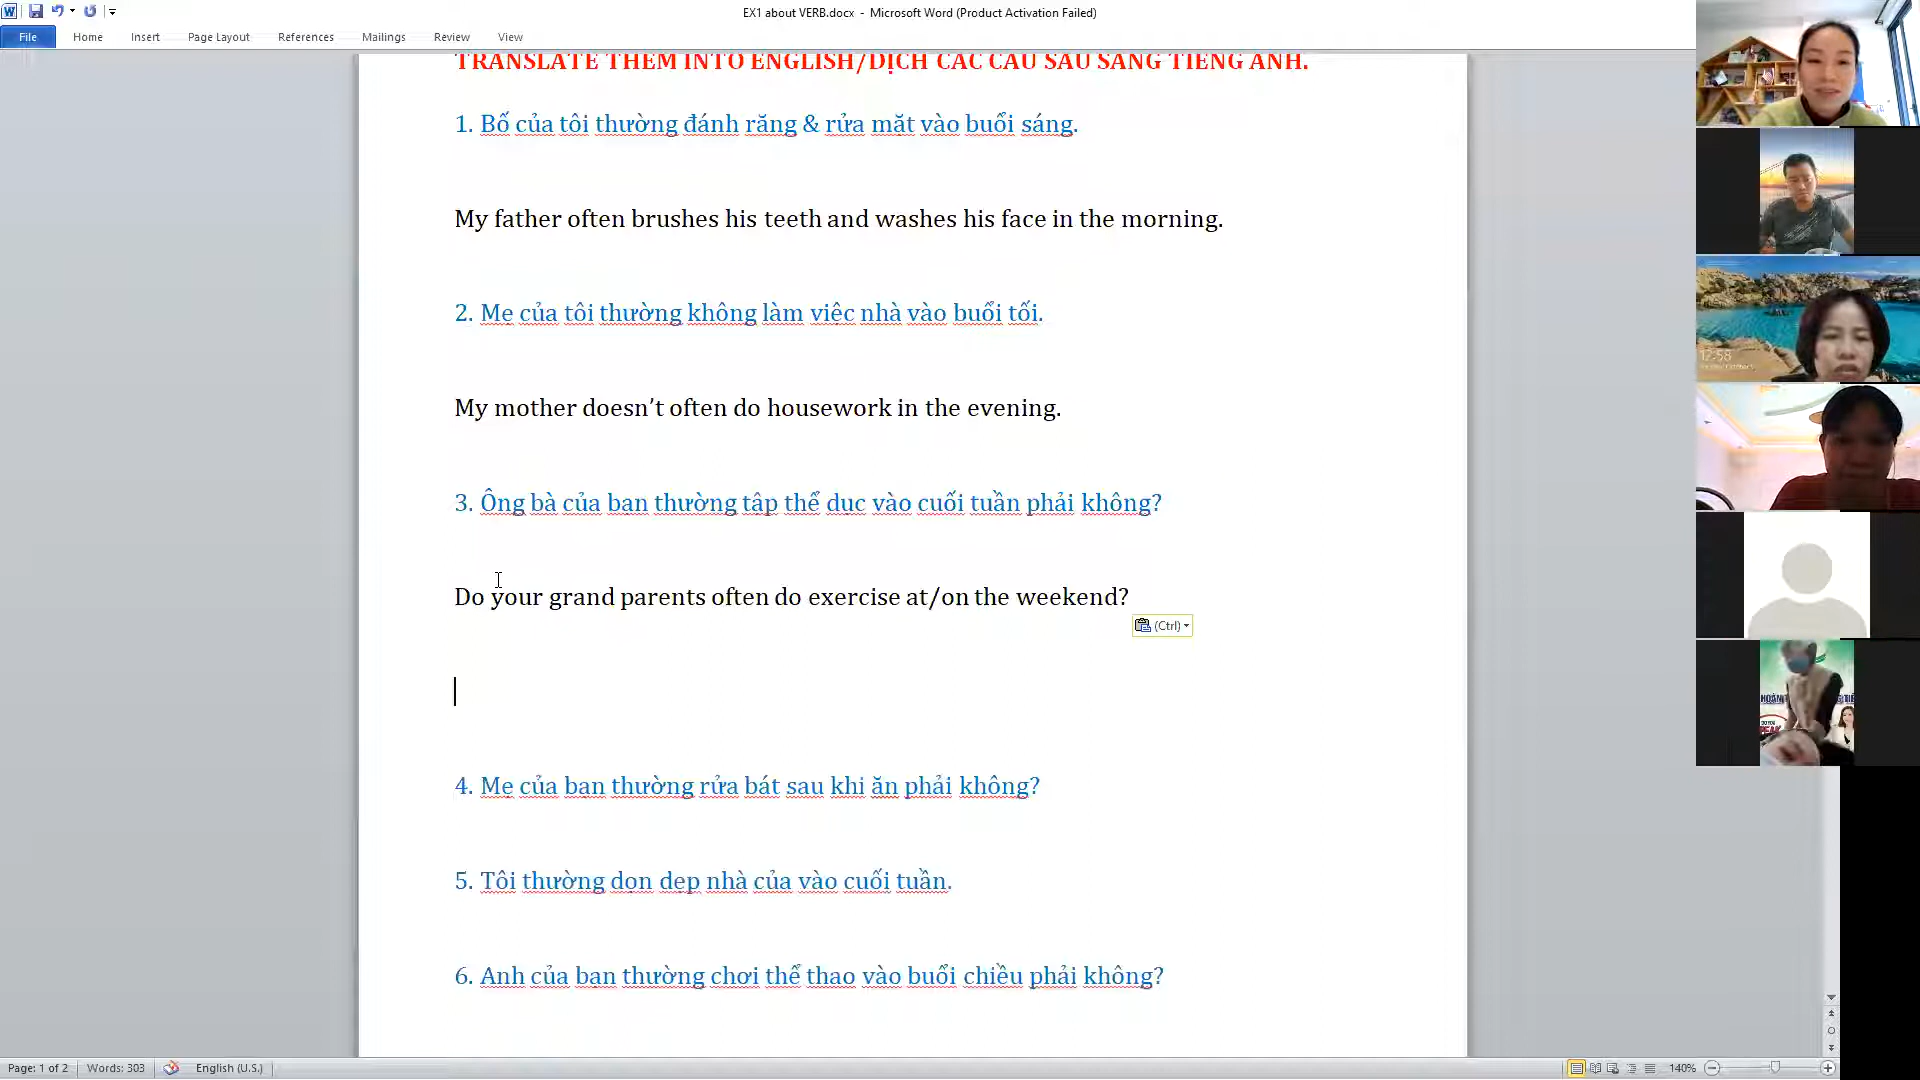 EX1 about VERB.docx - Microsoft Word (Product Activation Failed)
File Home Insert Page Layout References Mailings Review View
TRANSLATE THEM INTO ENGLISH/DỊCH CÁC CÂU SAU SANG TIẾNG ANH.
1. Bố của tôi thường đánh răng & rửa mặt vào buổi sáng.
My father often brushes his teeth and washes his face in the morning.
2. Mẹ của tôi thường không làm việc nhà vào buổi tối.
My mother doesn’t often do housework in the evening.
3. Ông bà của bạn thường tập thể dục vào cuối tuần phải không?
Do your grand parents often do exercise at/on the weekend?
(Ctrl)
4. Mẹ của bạn thường rửa bát sau khi ăn phải không?
5. Tôi thường dọn dẹp nhà của vào cuối tuần.
6. Anh của bạn thường chơi thể thao vào buổi chiều phải không?
Page: 1 of 2 Words: 303 English (U.S.) 140%
12:58